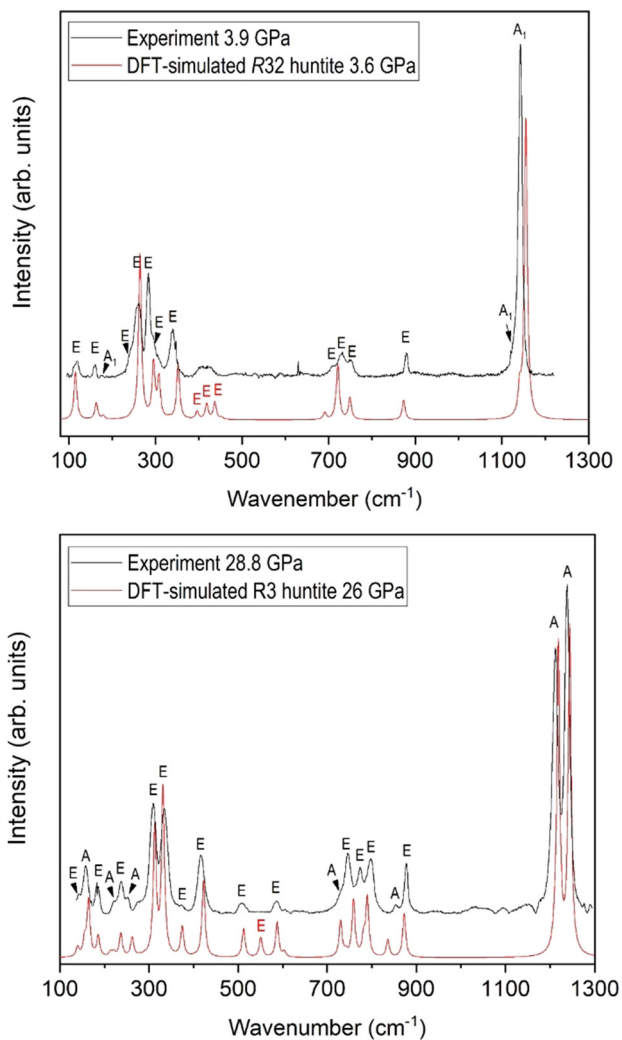 Experiment 3.9 GPa
DFT-simulated R32 huntite 3.6 GPa
A₁
E E
E
E
E E A₁
E
E
E
E
E
E
A₁
E E E
Intensity (arb. units)
100 300 500 700 900 1100 1300
Wavenember (cm⁻¹)
Experiment 28.8 GPa
DFT-simulated R3 huntite 26 GPa
A
A
E
E
E A E A E A
E
E
E
E
A
E
E
E
A
E
E
Intensity (arb. units)
100 300 500 700 900 1100 1300
Wavenumber (cm⁻¹)